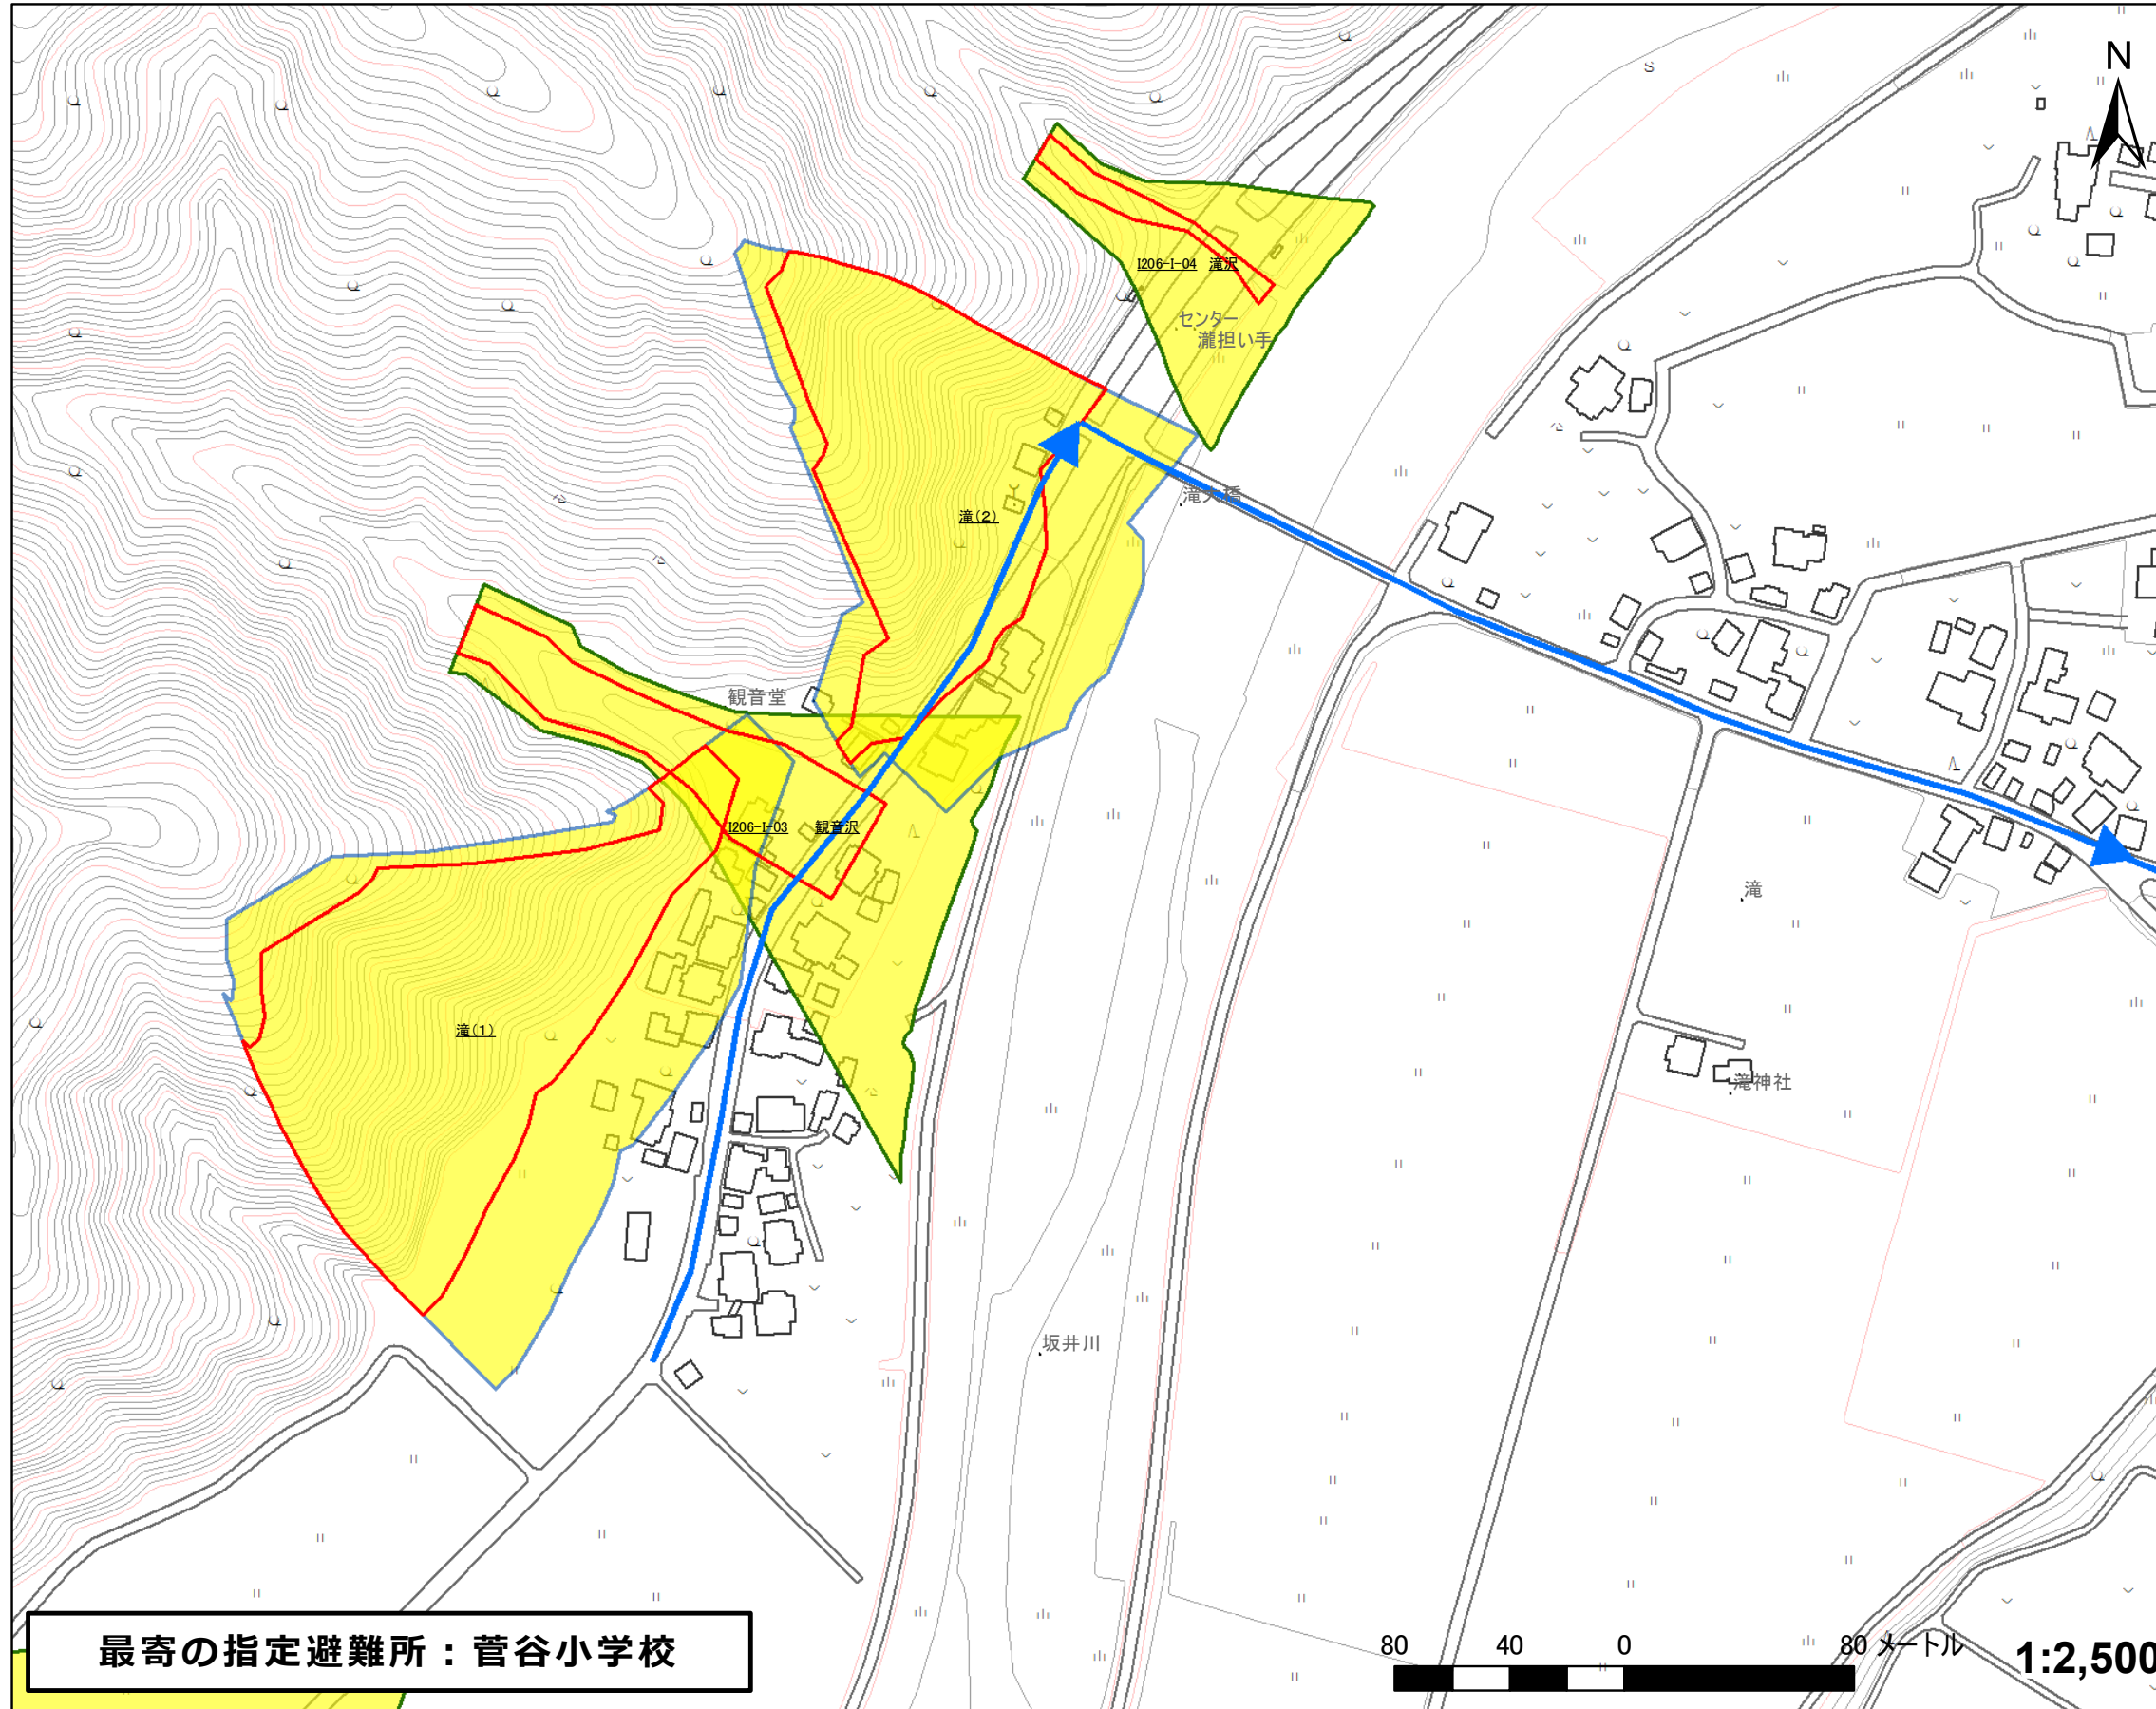 N
I206-I-04 滝沢
センター
瀧担い手
滝大橋
滝(2)
観音堂
I206-I-03 観音沢
滝
滝(1)
滝神社
坂井川
最寄の指定避難所：菅谷小学校
80 40 0 80 メートル
1:2,500